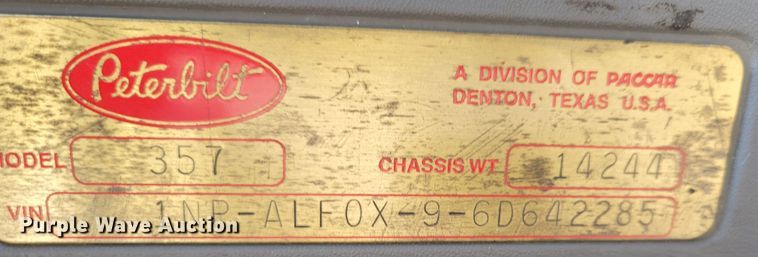 Peterbilt
A DIVISION OF PACCAR
DENTON, TEXAS U.S.A.
MODEL 357 CHASSIS WT 14244
VIN 1NP-ALF0X-9-6D642285
Purple Wave Auction